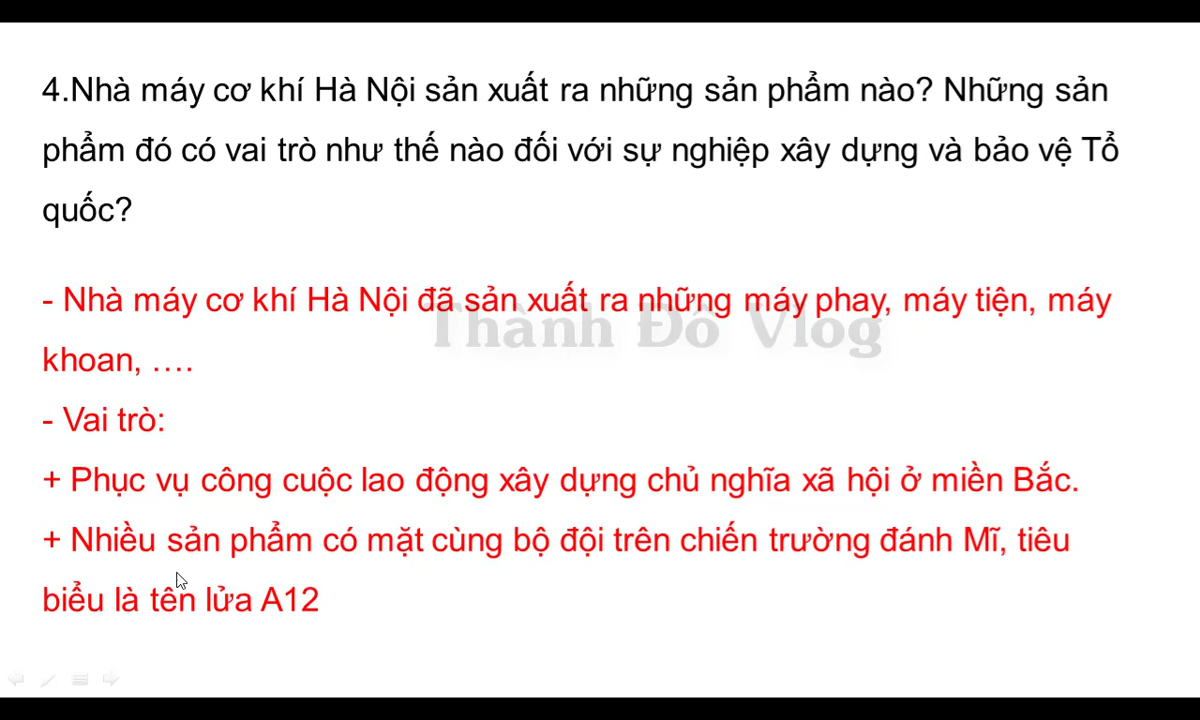 4.Nhà máy cơ khí Hà Nội sản xuất ra những sản phẩm nào? Những sản
phẩm đó có vai trò như thế nào đối với sự nghiệp xây dựng và bảo vệ Tổ
quốc?
- Nhà máy cơ khí Hà Nội đã sản xuất ra những máy phay, máy tiện, máy
Thành Đô Vlog
khoan, ....
- Vai trò:
+ Phục vụ công cuộc lao động xây dựng chủ nghĩa xã hội ở miền Bắc.
+ Nhiều sản phẩm có mặt cùng bộ đội trên chiến trường đánh Mĩ, tiêu
biểu là tên lửa A12